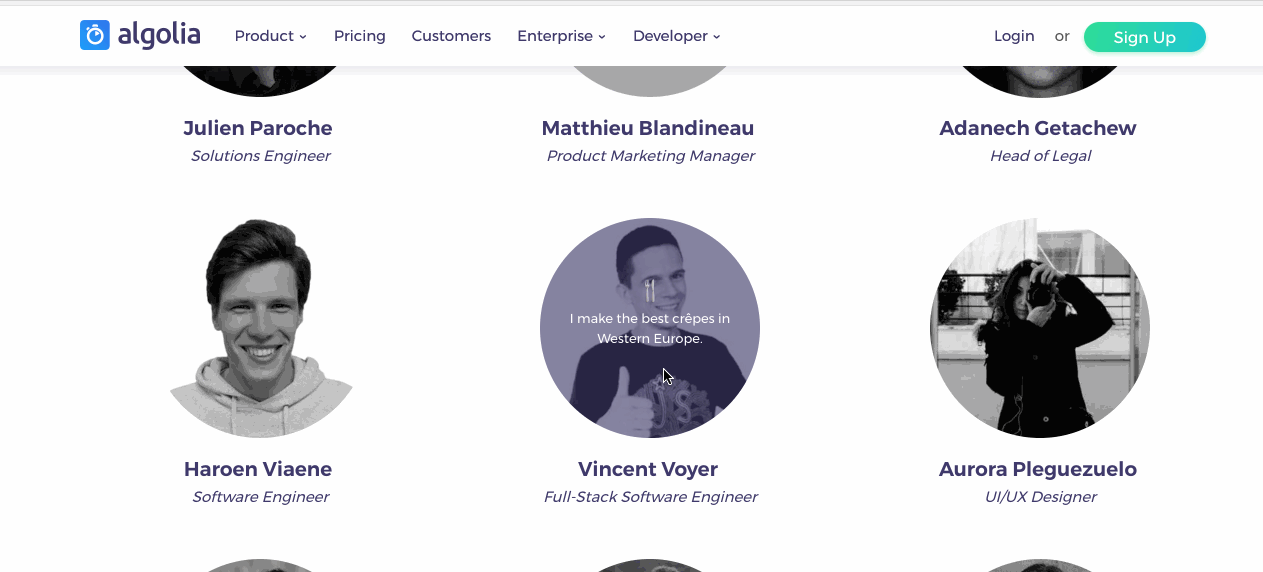 algolia Product Pricing Customers Enterprise Developer Login or Sign Up
Julien Paroche Matthieu Blandineau Adanech Getachew
Solutions Engineer Product Marketing Manager Head of Legal
I make the best crêpes in
Western Europe.
JS
Haroen Viaene Vincent Voyer Aurora Pleguezuelo
Software Engineer Full-Stack Software Engineer UI/UX Designer